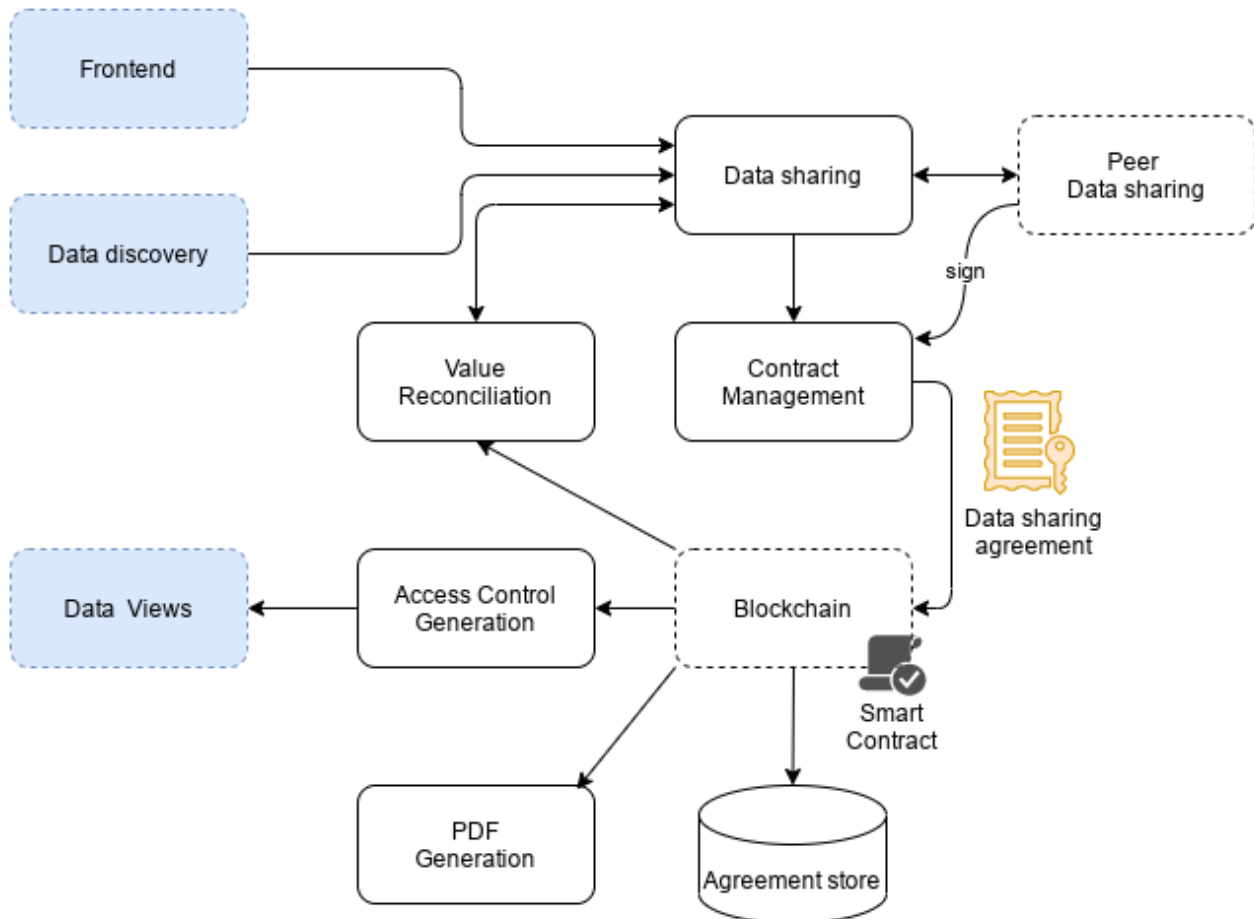 Frontend
Data sharing
Peer
Data sharing
Data discovery
sign
Value
Reconciliation
Contract
Management
Data sharing
agreement
Data  Views
Access Control
Generation
Blockchain
Smart
Contract
PDF
Generation
Agreement store